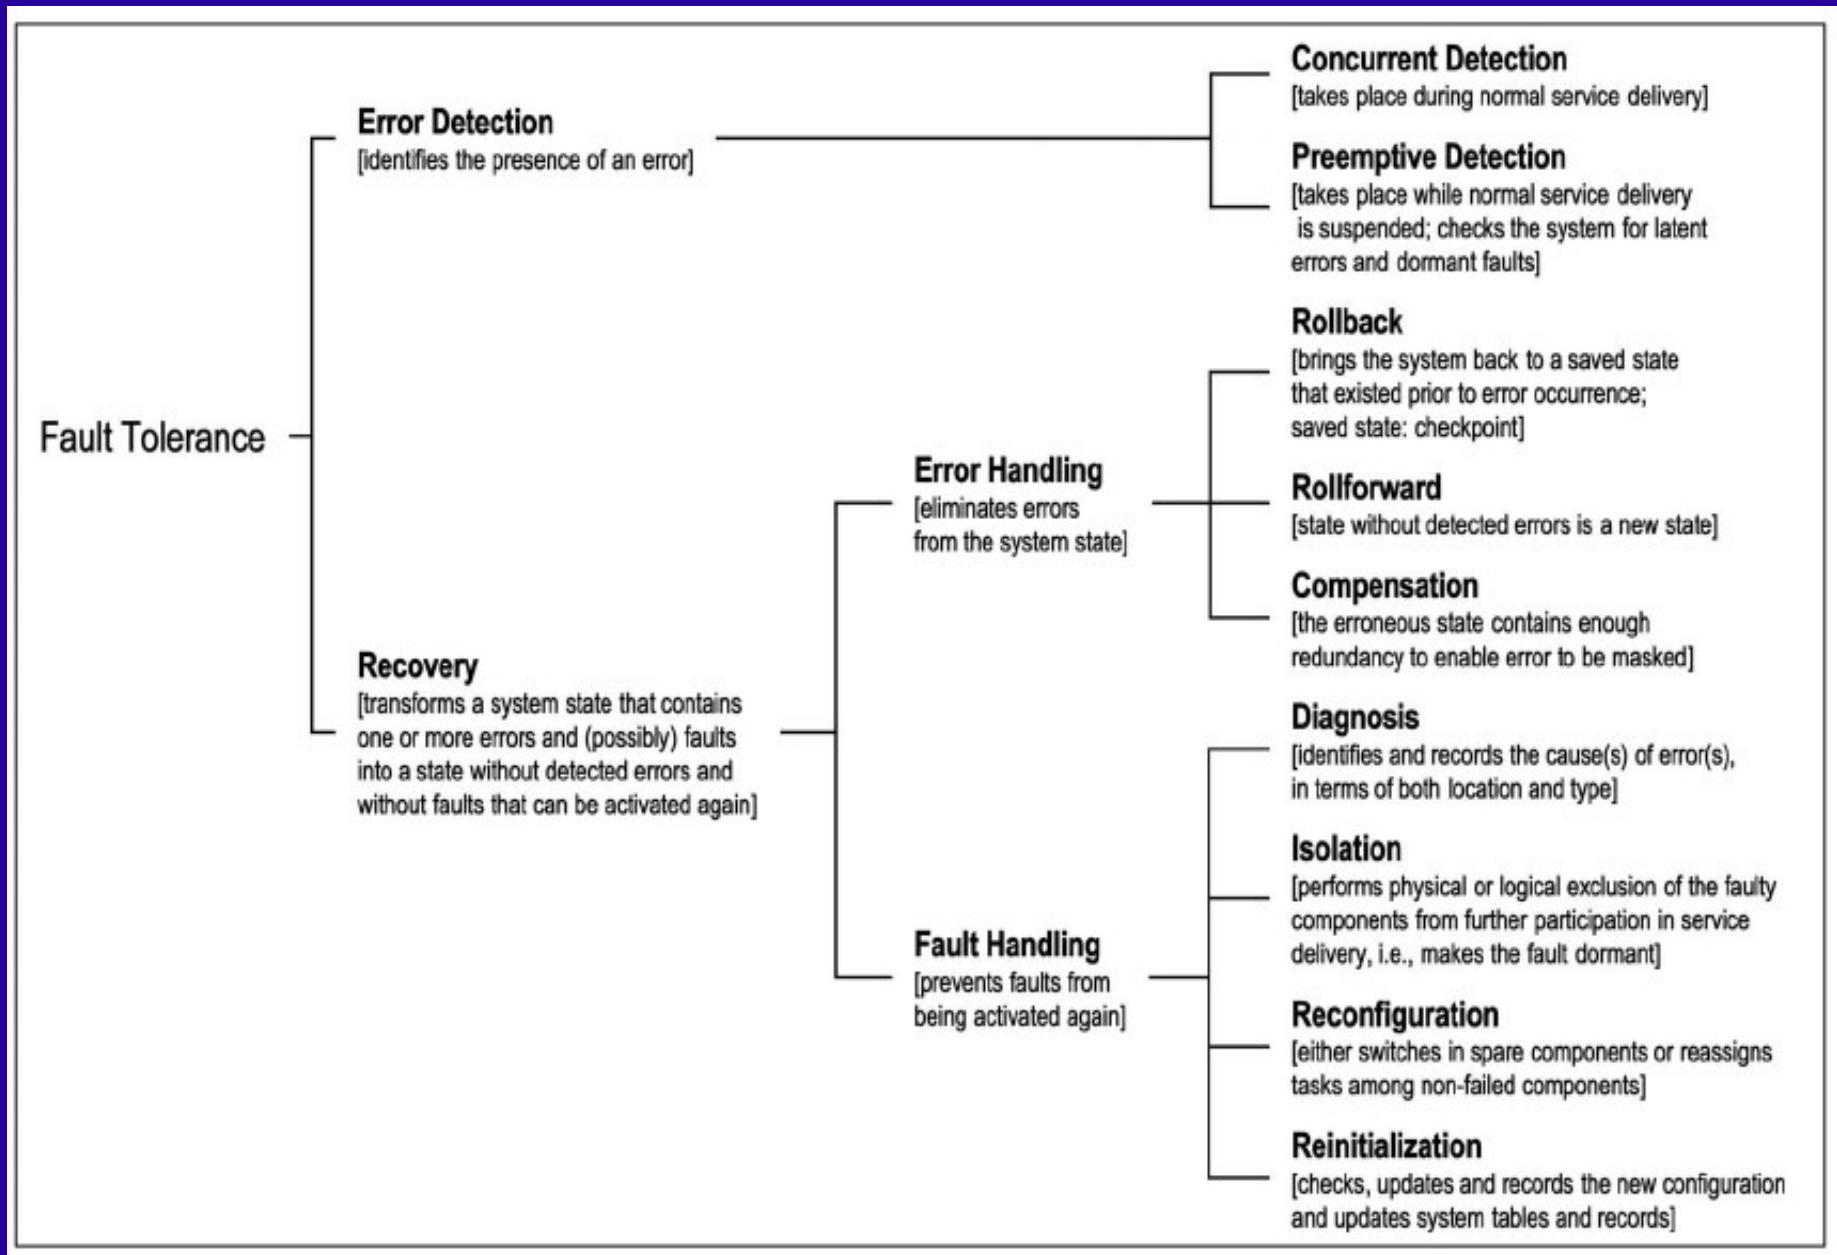 Fault Tolerance
Error Detection
[identifies the presence of an error]
Concurrent Detection
[takes place during normal service delivery]
Preemptive Detection
[takes place while normal service delivery
is suspended; checks the system for latent
errors and dormant faults]
Recovery
[transforms a system state that contains
one or more errors and (possibly) faults
into a state without detected errors and
without faults that can be activated again]
Error Handling
[eliminates errors
from the system state]
Rollback
[brings the system back to a saved state
that existed prior to error occurrence;
saved state: checkpoint]
Rollforward
[state without detected errors is a new state]
Compensation
[the erroneous state contains enough
redundancy to enable error to be masked]
Fault Handling
[prevents faults from
being activated again]
Diagnosis
[identifies and records the cause(s) of error(s),
in terms of both location and type]
Isolation
[performs physical or logical exclusion of the faulty
components from further participation in service
delivery, i.e., makes the fault dormant]
Reconfiguration
[either switches in spare components or reassigns
tasks among non-failed components]
Reinitialization
[checks, updates and records the new configuration
and updates system tables and records]